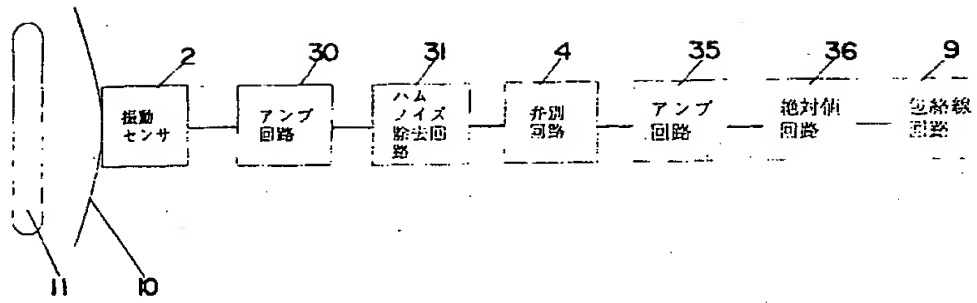 2
30
31
4
35
36
9
振動
センサ
アンプ
回路
ハム
ノイズ
除去回
路
弁別
回路
アンプ
回路
絶対値
回路
包絡線
回路
11
10